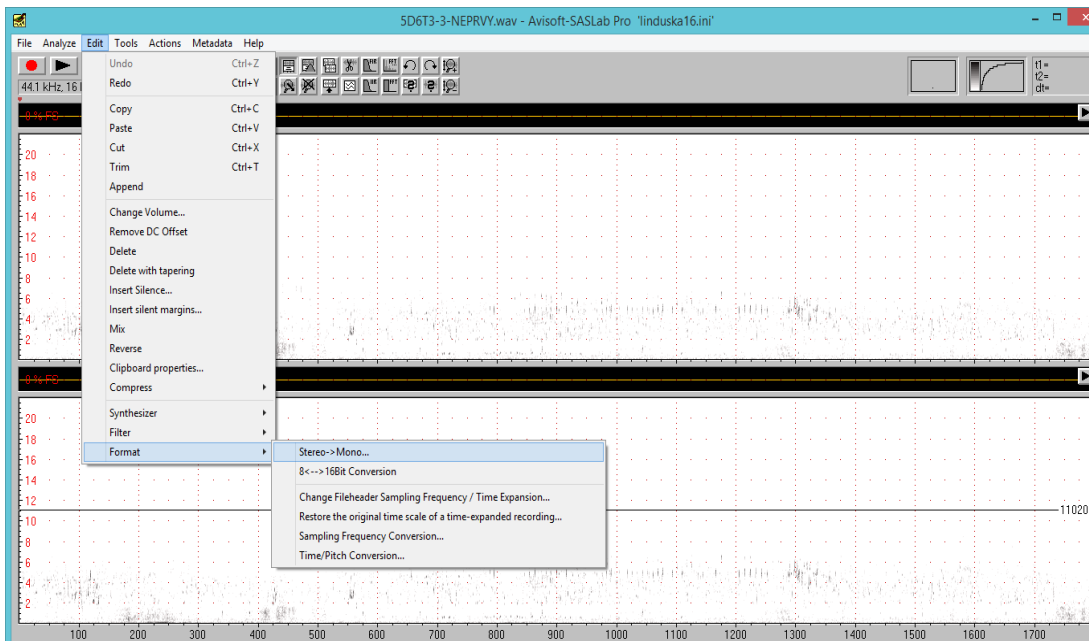 5D6T3-3-NEPRVY.wav - Avisoft-SASLab Pro 'linduska16.ini'
File Analyze Edit Tools Actions Metadata Help
44.1 kHz, 16
t1 =
t2=
dt=
Undo Ctrl+Z
Redo Ctrl+Y
Copy Ctrl+C
Paste Ctrl+V
Cut Ctrl+X
Trim Ctrl+T
Append
Change Volume...
Remove DC Offset
Delete
Delete with tapering
Insert Silence...
Insert silent margins...
Mix
Reverse
Clipboard properties...
Compress
Synthesizer
Filter
Format
Stereo->Mono...
8<-->16Bit Conversion
Change Fileheader Sampling Frequency / Time Expansion...
Restore the original time scale of a time-expanded recording...
Sampling Frequency Conversion...
Time/Pitch Conversion...
0 % FS
20
18
16
14
12
10
8
6
4
2
0 % FS
20
18
16
14
12
11020
10
8
6
4
2
100 200 300 400 500 600 700 800 900 1000 1100 1200 1300 1400 1500 1600 1700